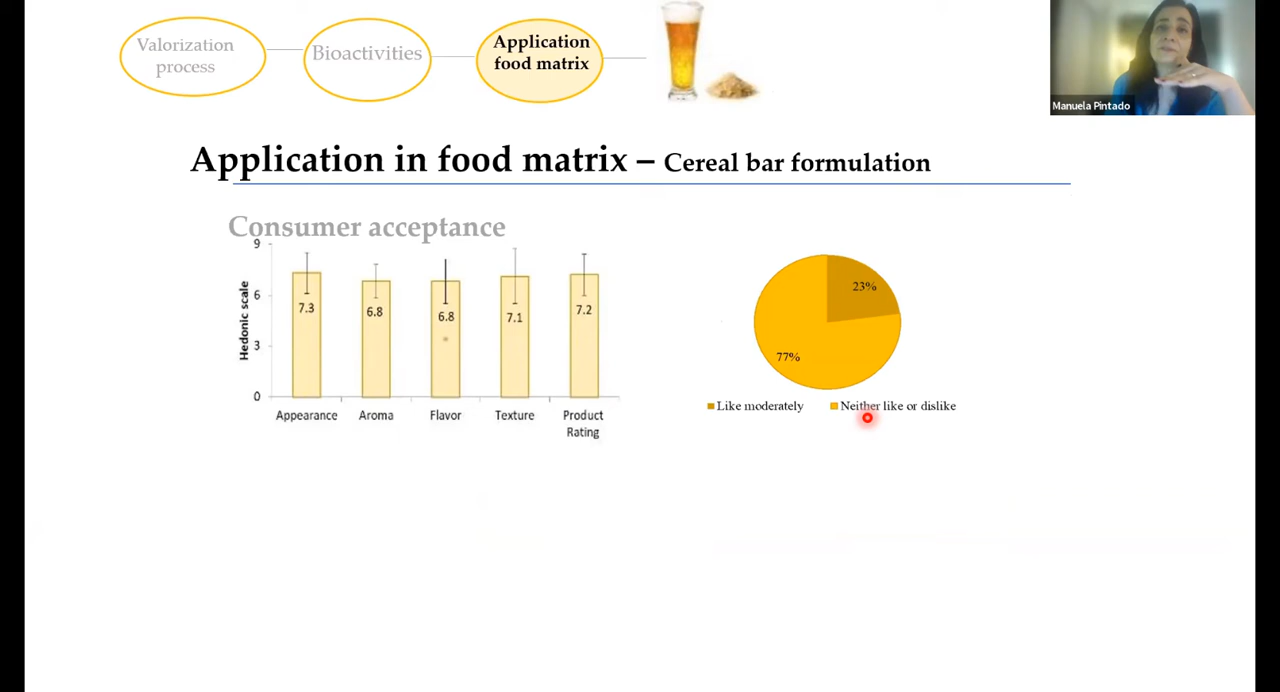 Valorization
process
Bioactivities
Application
food matrix
Manuela Pintado
Application in food matrix – Cereal bar formulation
Consumer acceptance
Hedonic scale
9
6
3
0
7.3
6.8
6.8
7.1
7.2
Appearance
Aroma
Flavor
Texture
Product
Rating
23%
77%
Like moderately
Neither like or dislike